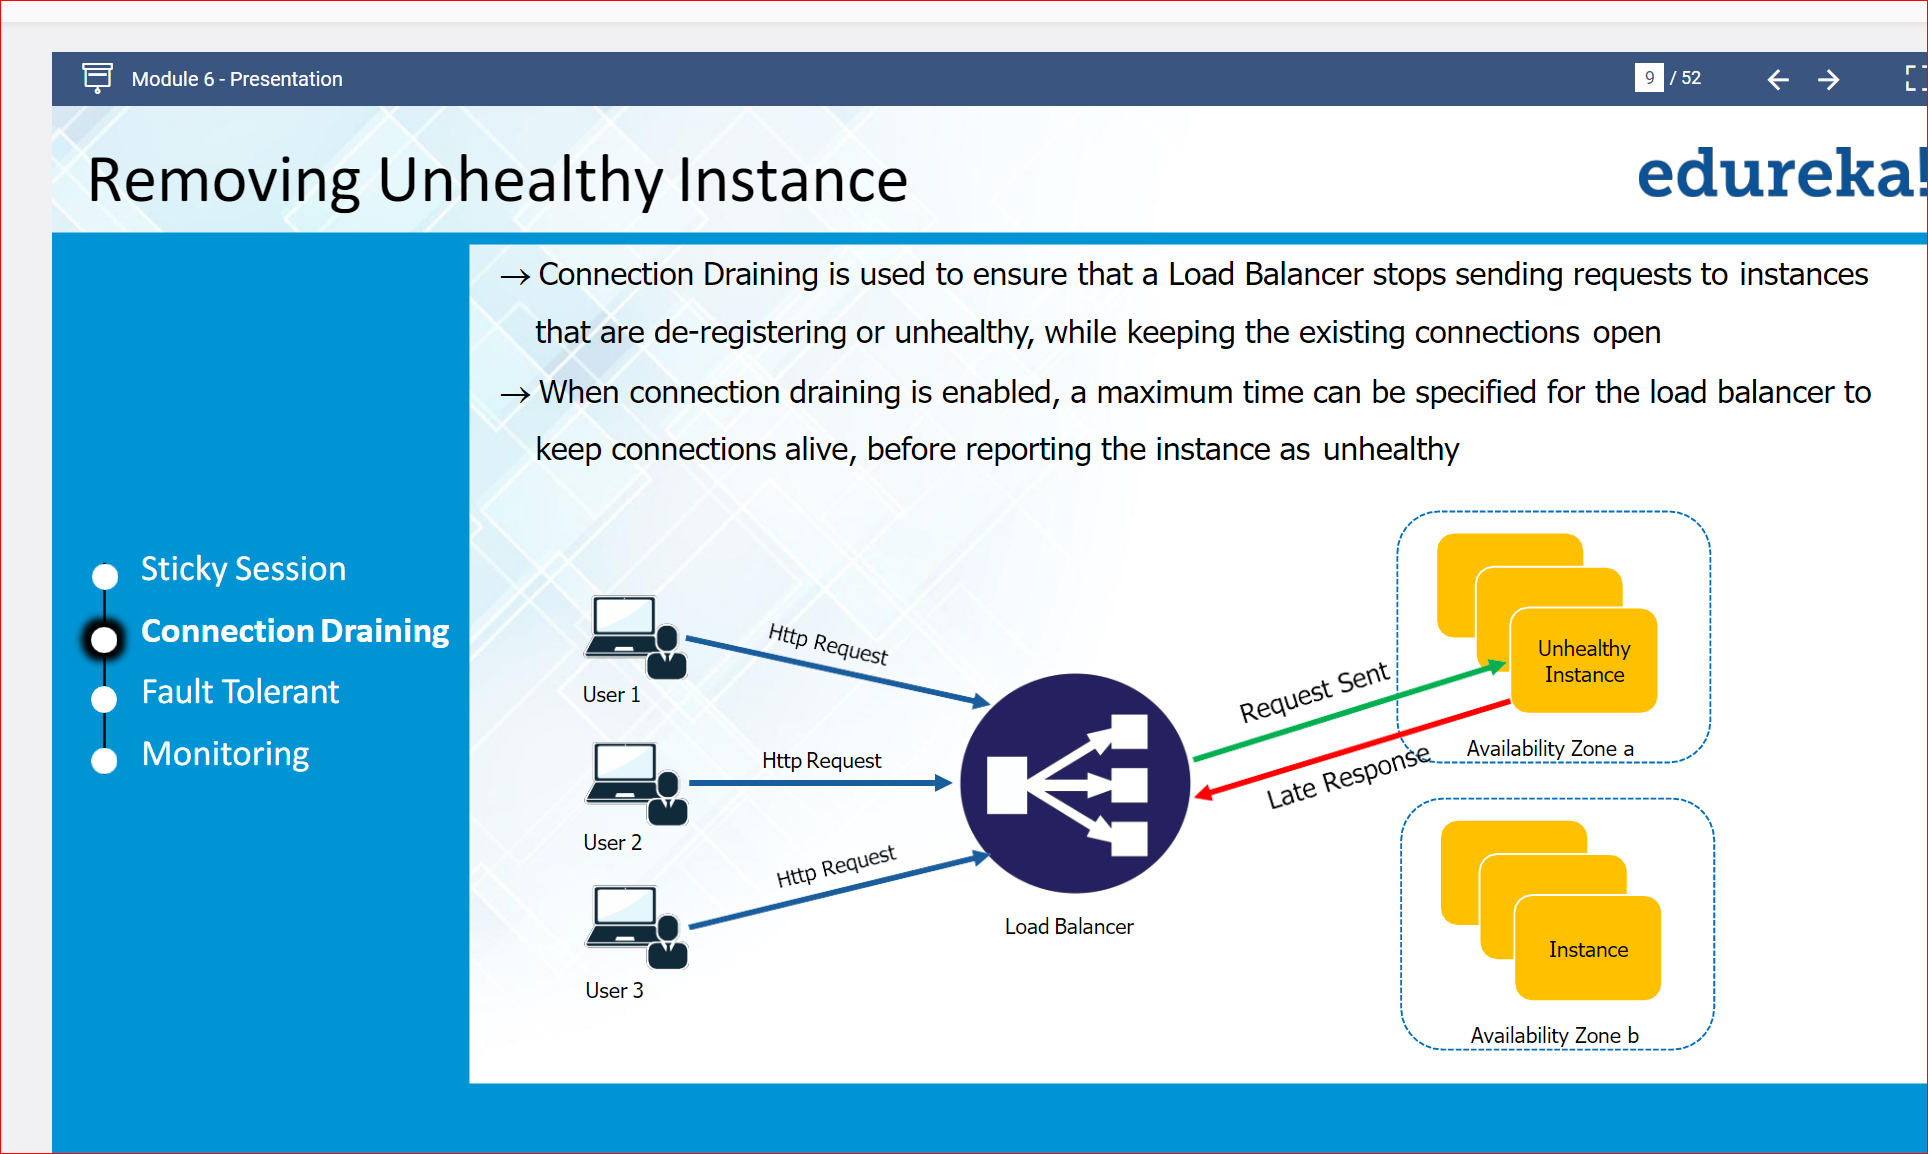 Module 6 - Presentation
9 / 52
Removing Unhealthy Instance
edureka!
→ Connection Draining is used to ensure that a Load Balancer stops sending requests to instances
that are de-registering or unhealthy, while keeping the existing connections open
→ When connection draining is enabled, a maximum time can be specified for the load balancer to
keep connections alive, before reporting the instance as unhealthy
Sticky Session
Connection Draining
Fault Tolerant
Monitoring
Http Request
User 1
Http Request
User 2
Http Request
User 3
Load Balancer
Request Sent
Late Response
Unhealthy
Instance
Availability Zone a
Instance
Availability Zone b